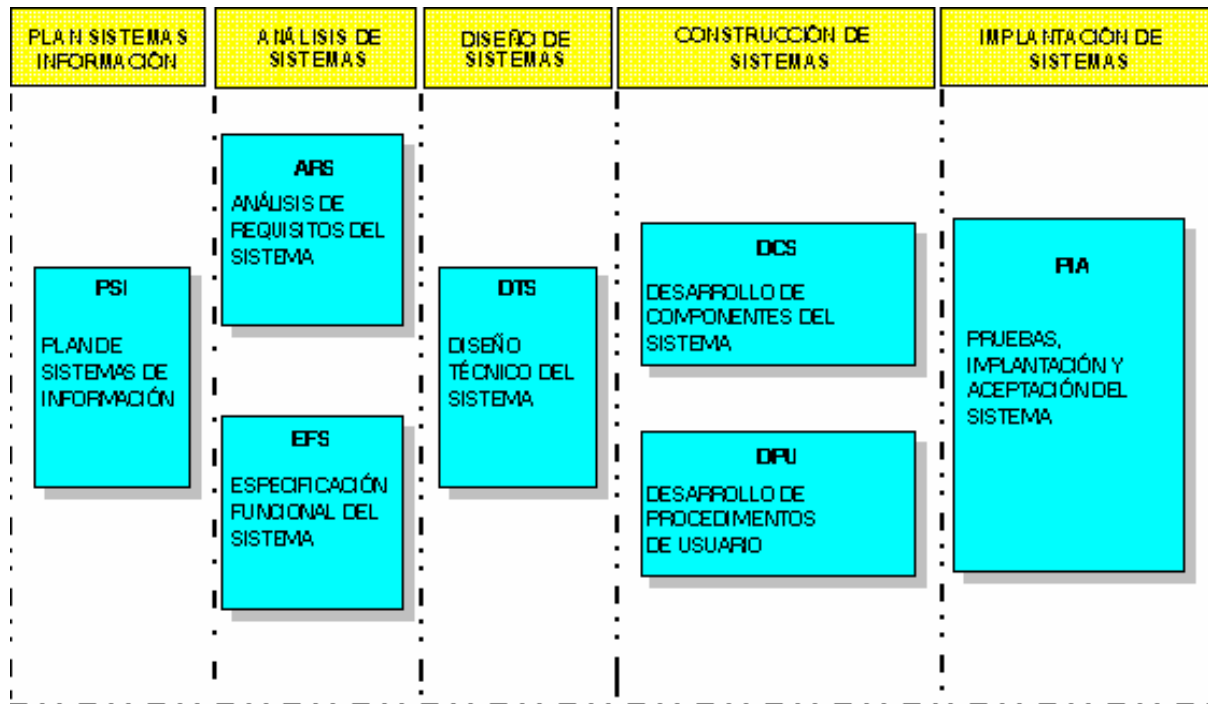 PLAN SISTEMAS
INFORMACIÓN
ANÁLISIS DE
SISTEMAS
DISEÑO DE
SISTEMAS
CONSTRUCCIÓN DE
SISTEMAS
IMPLANTACIÓN DE
SISTEMAS
PSI
PLAN DE
SISTEMAS DE
INFORMACIÓN
ARS
ANÁLISIS DE
REQUISITOS DEL
SISTEMA
EFS
ESPECIFICACIÓN
FUNCIONAL DEL
SISTEMA
DTS
DISEÑO
TÉCNICO DEL
SISTEMA
DCS
DESARROLLO DE
COMPONENTES DEL
SISTEMA
DPU
DESARROLLO DE
PROCEDIMENTOS
DE USUARIO
PIA
PRUEBAS,
IMPLANTACIÓN Y
ACEPTACIÓN DEL
SISTEMA